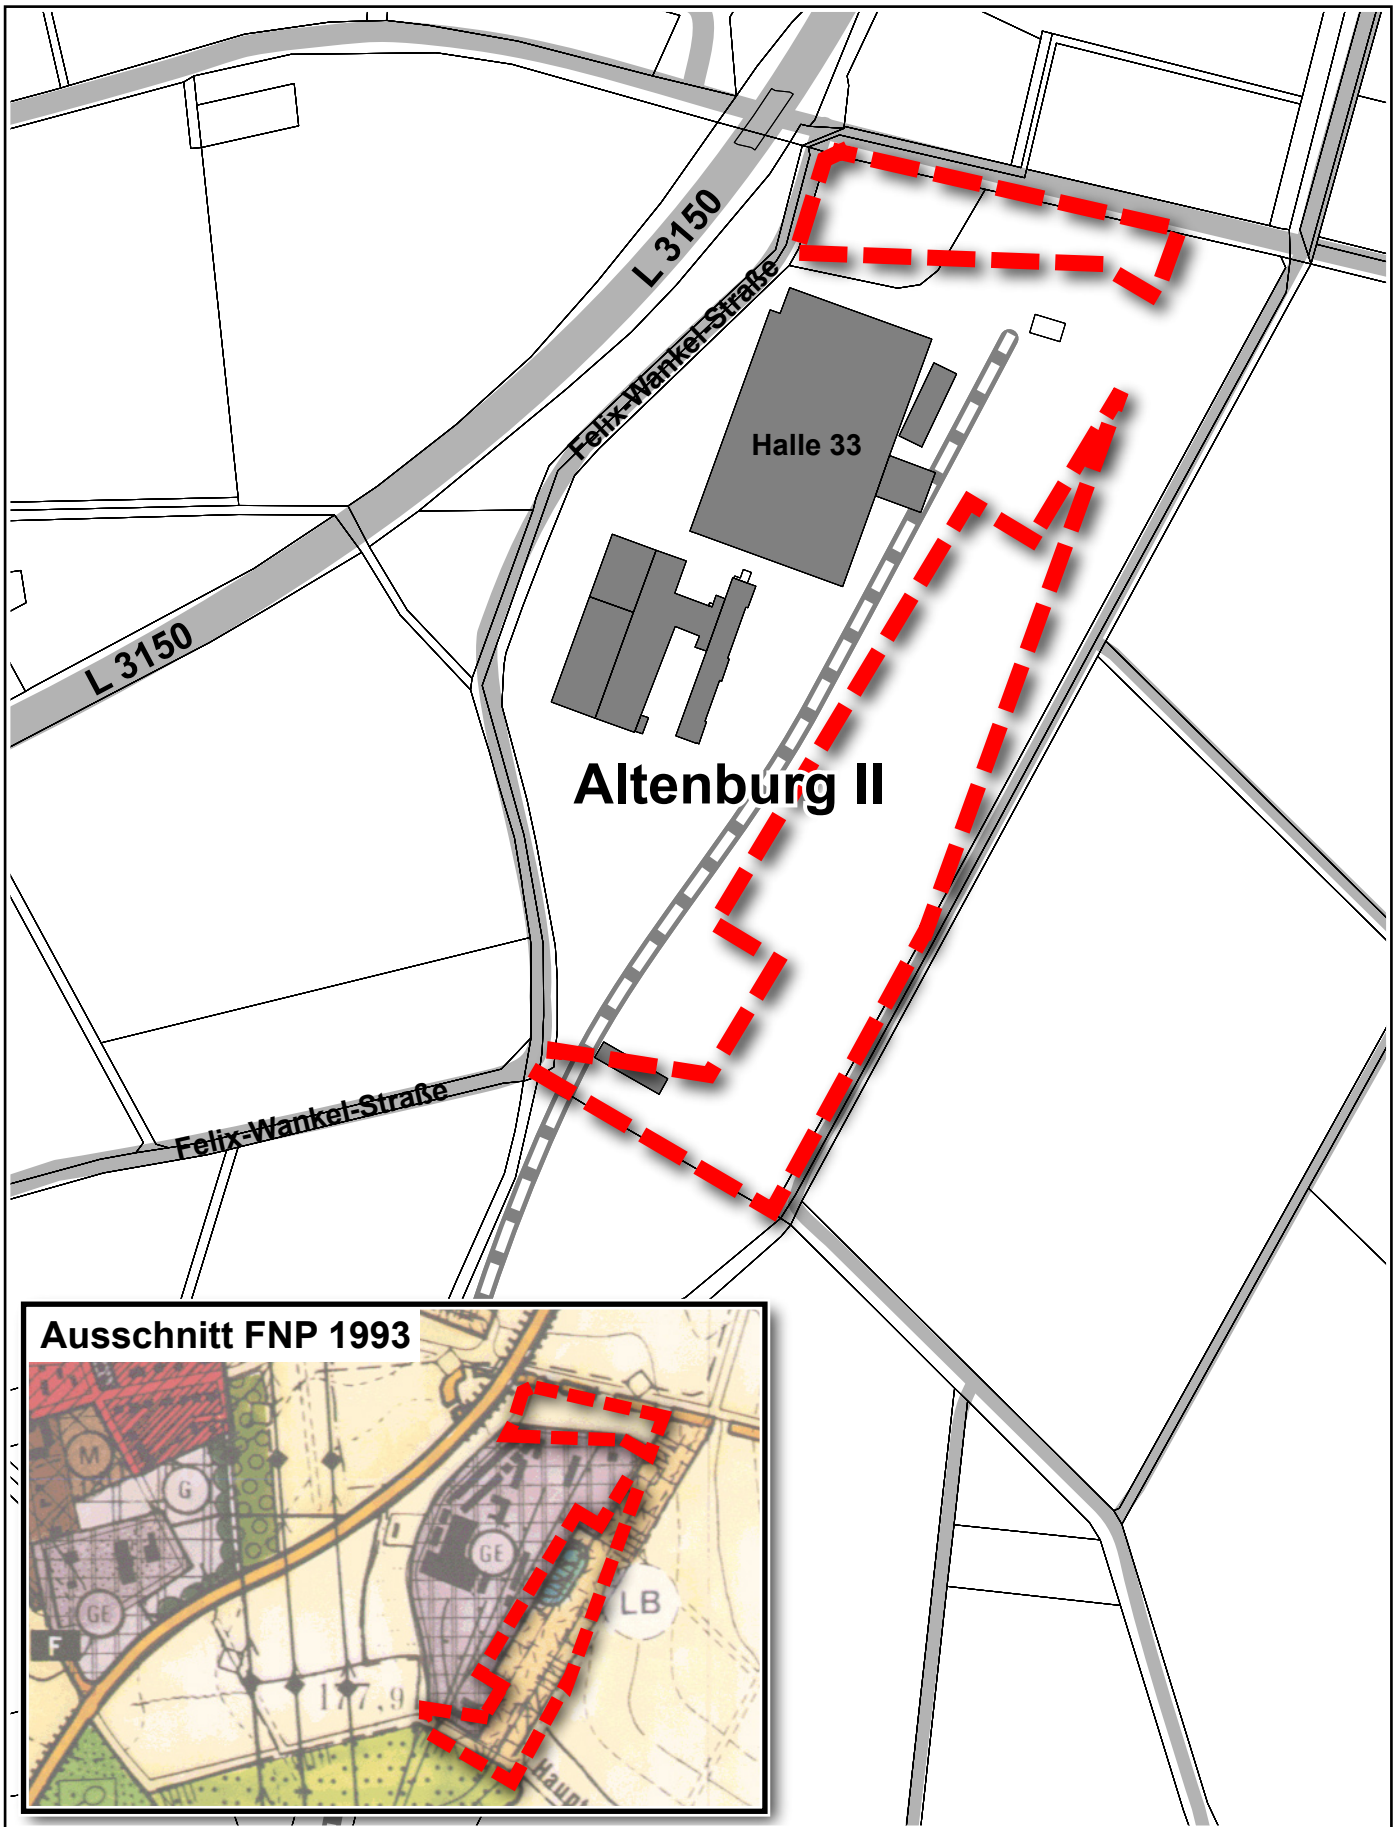 L 3150
Felix-Wankel-Straße
Halle 33
L 3150
Altenburg II
Felix-Wankel-Straße
Ausschnitt FNP 1993
M
G
GE
GE
LB
F
177,9
Haupt